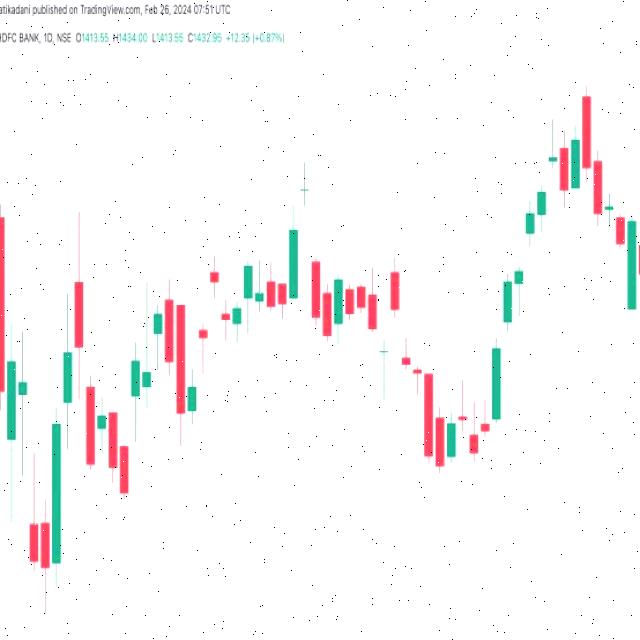 atikadani published on TradingView.com, Feb 26, 2024 07:51 UTC
HDFC BANK, 1D, NSE O1413.55 H1434.00 L1413.55 C1432.95 +12.35 (+0.87%)